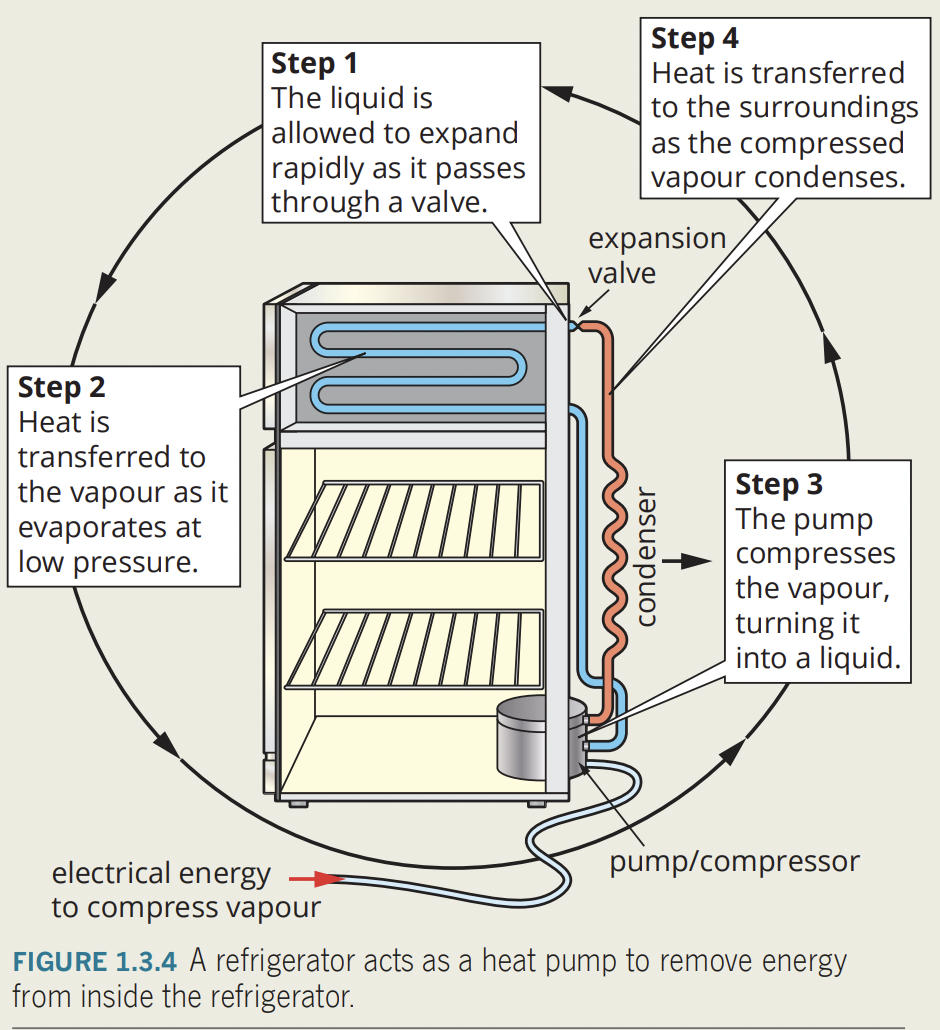 Step 1
The liquid is
allowed to expand
rapidly as it passes
through a valve.
Step 4
Heat is transferred
to the surroundings
as the compressed
vapour condenses.
expansion
valve
Step 2
Heat is
transferred to
the vapour as it
evaporates at
low pressure.
condenser
Step 3
The pump
compresses
the vapour,
turning it
into a liquid.
pump/compressor
electrical energy
to compress vapour
FIGURE 1.3.4 A refrigerator acts as a heat pump to remove energy
from inside the refrigerator.